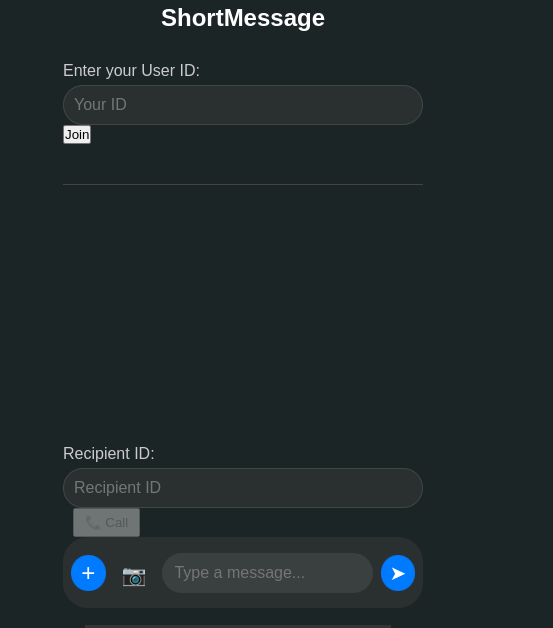 ShortMessage
Enter your User ID:
Your ID
Join
Recipient ID:
Recipient ID
📞 Call
+ 📷 Type a message... ➤